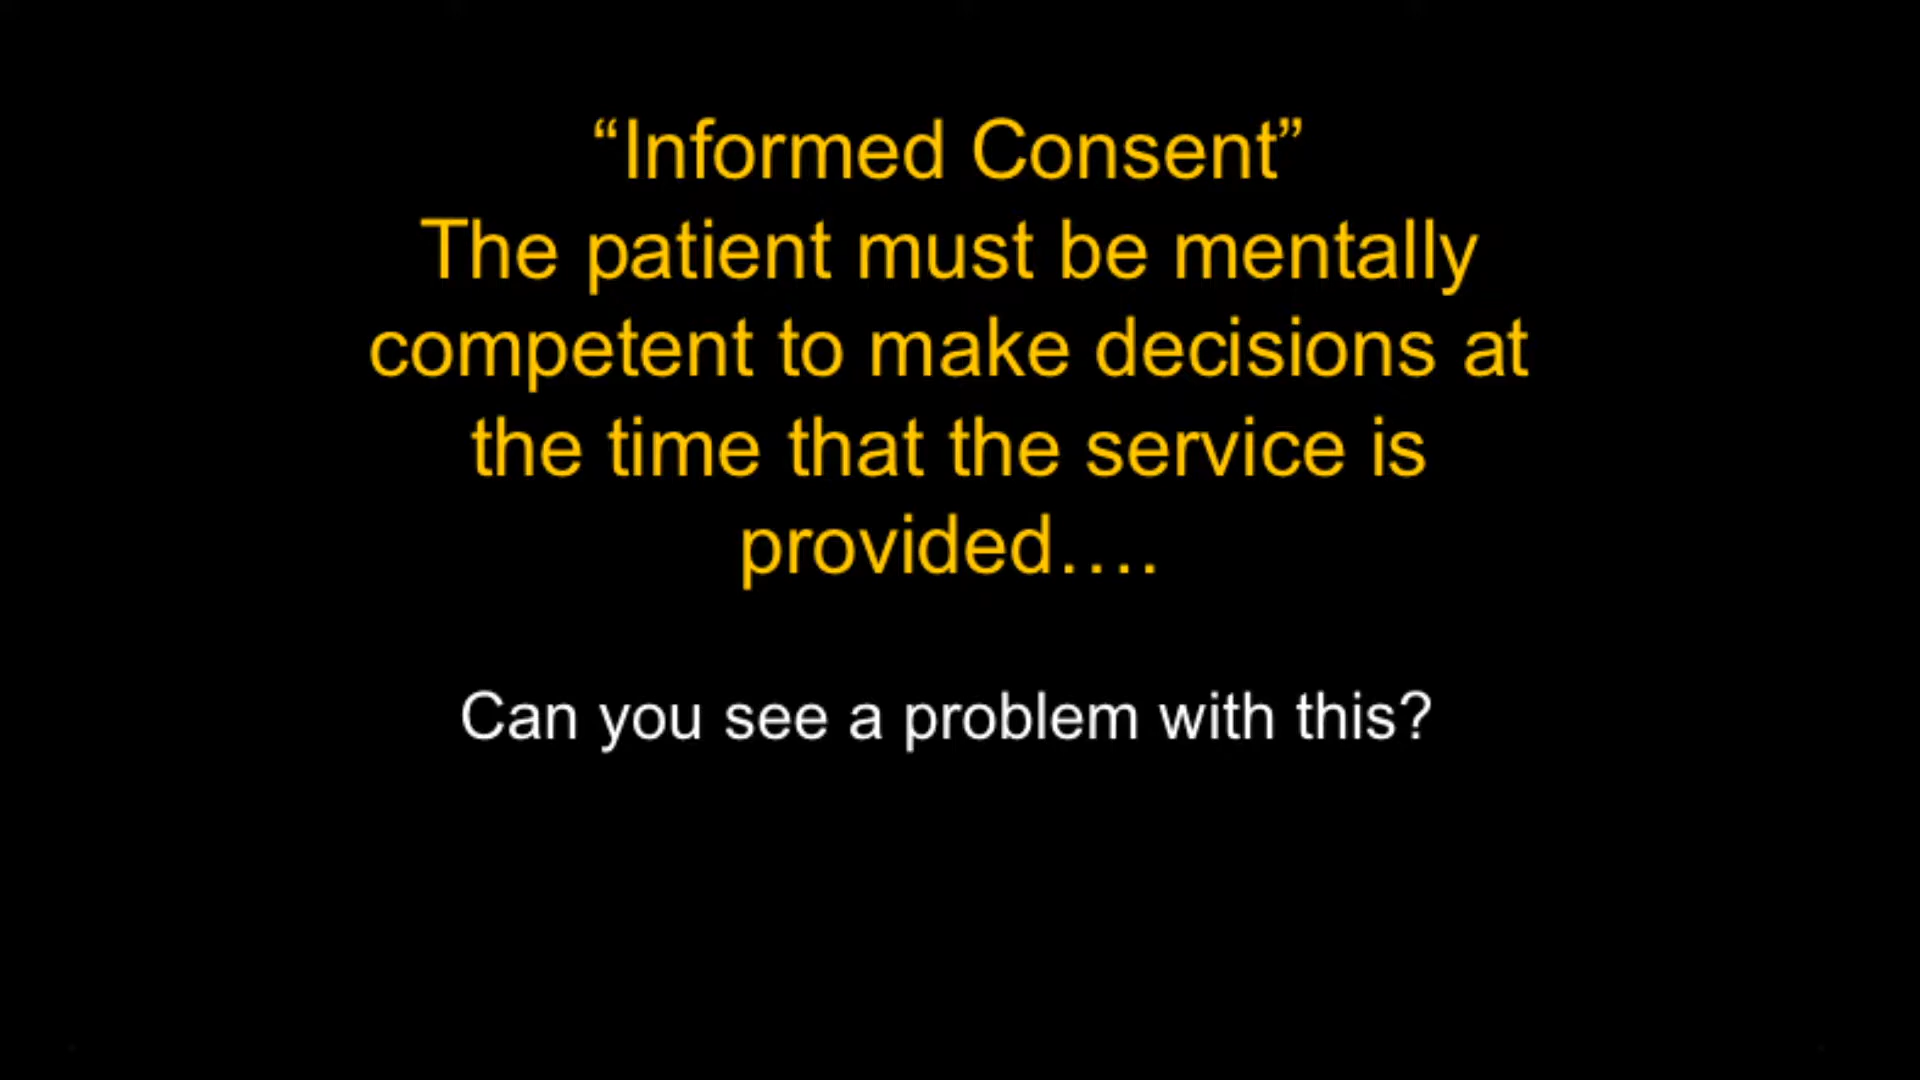 “Informed Consent”
The patient must be mentally
competent to make decisions at
the time that the service is
provided….
Can you see a problem with this?